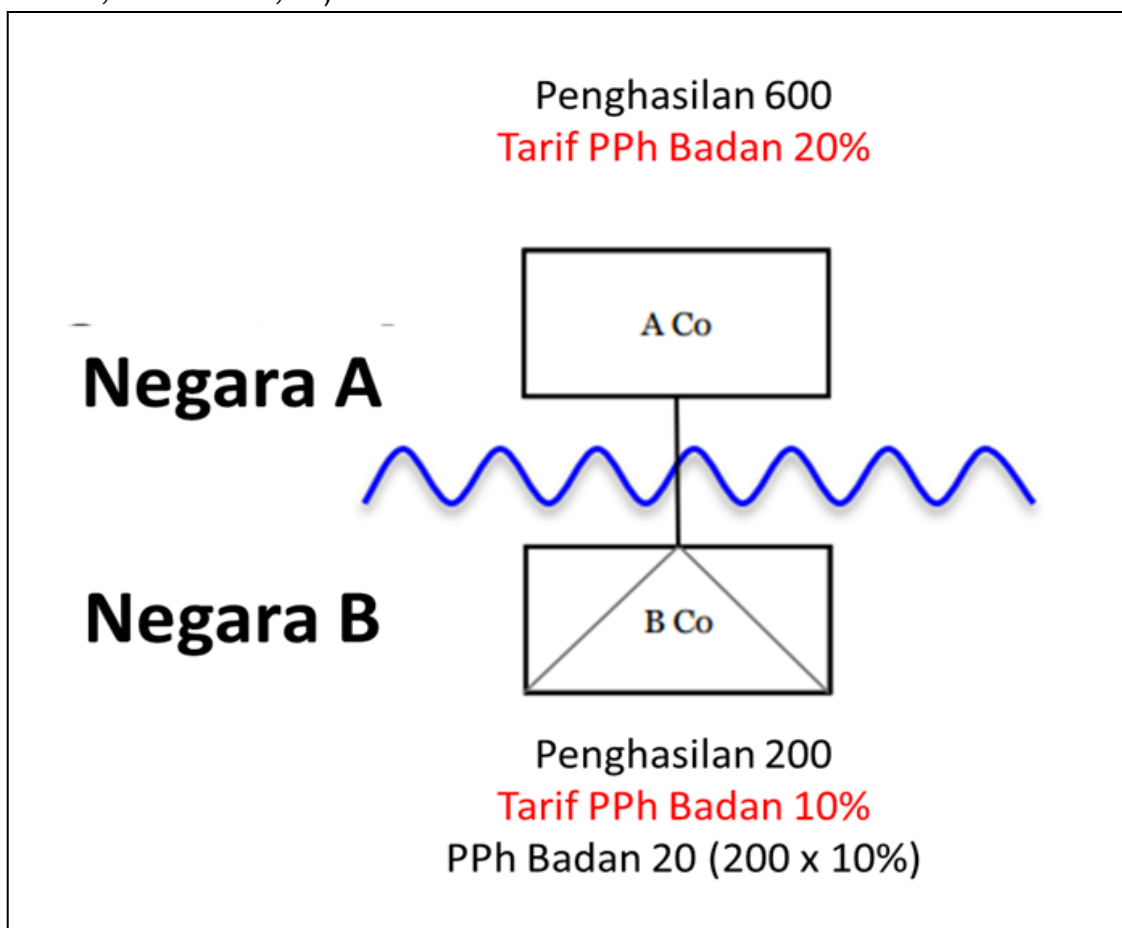 Penghasilan 600
Tarif PPh Badan 20%
A Co
Negara A
Negara B
B Co
Penghasilan 200
Tarif PPh Badan 10%
PPh Badan 20 (200 x 10%)